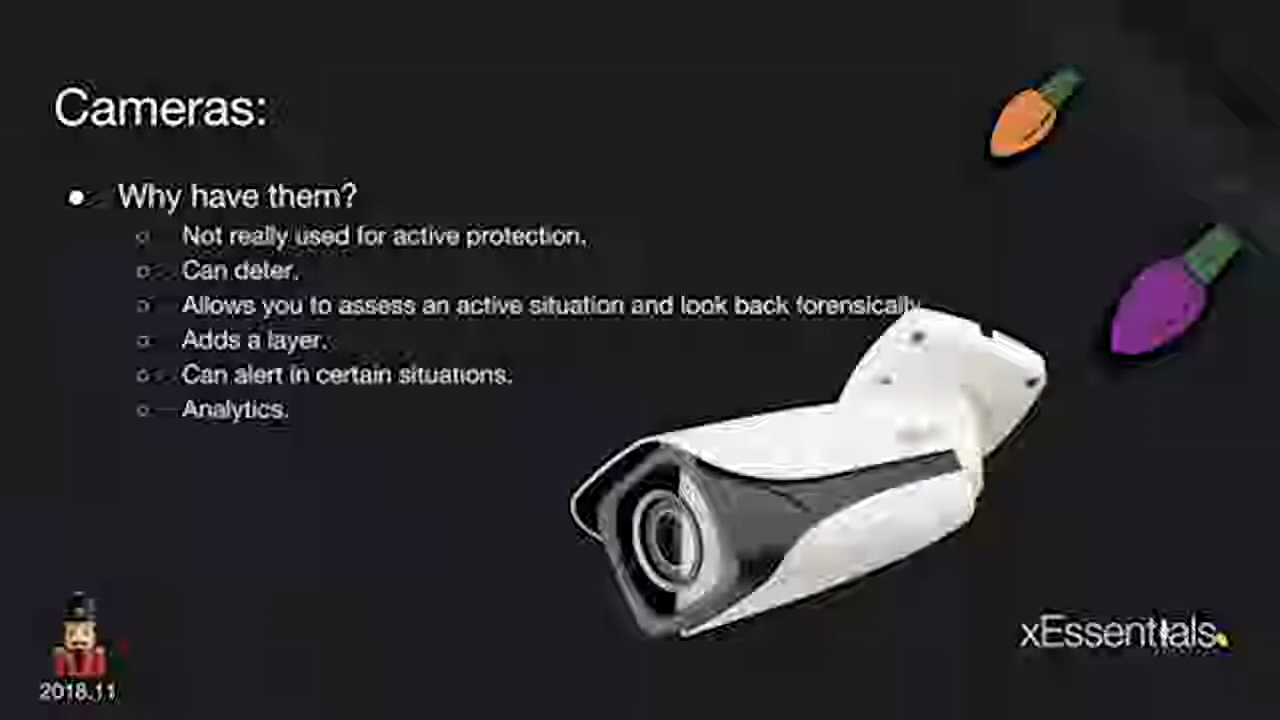 Cameras:
Why have them?
Not really used for active protection.
Can deter.
Allows you to assess an active situation and look back forensically.
Adds a layer.
Can alert in certain situations.
Analytics.
xEssentials.
2018.11